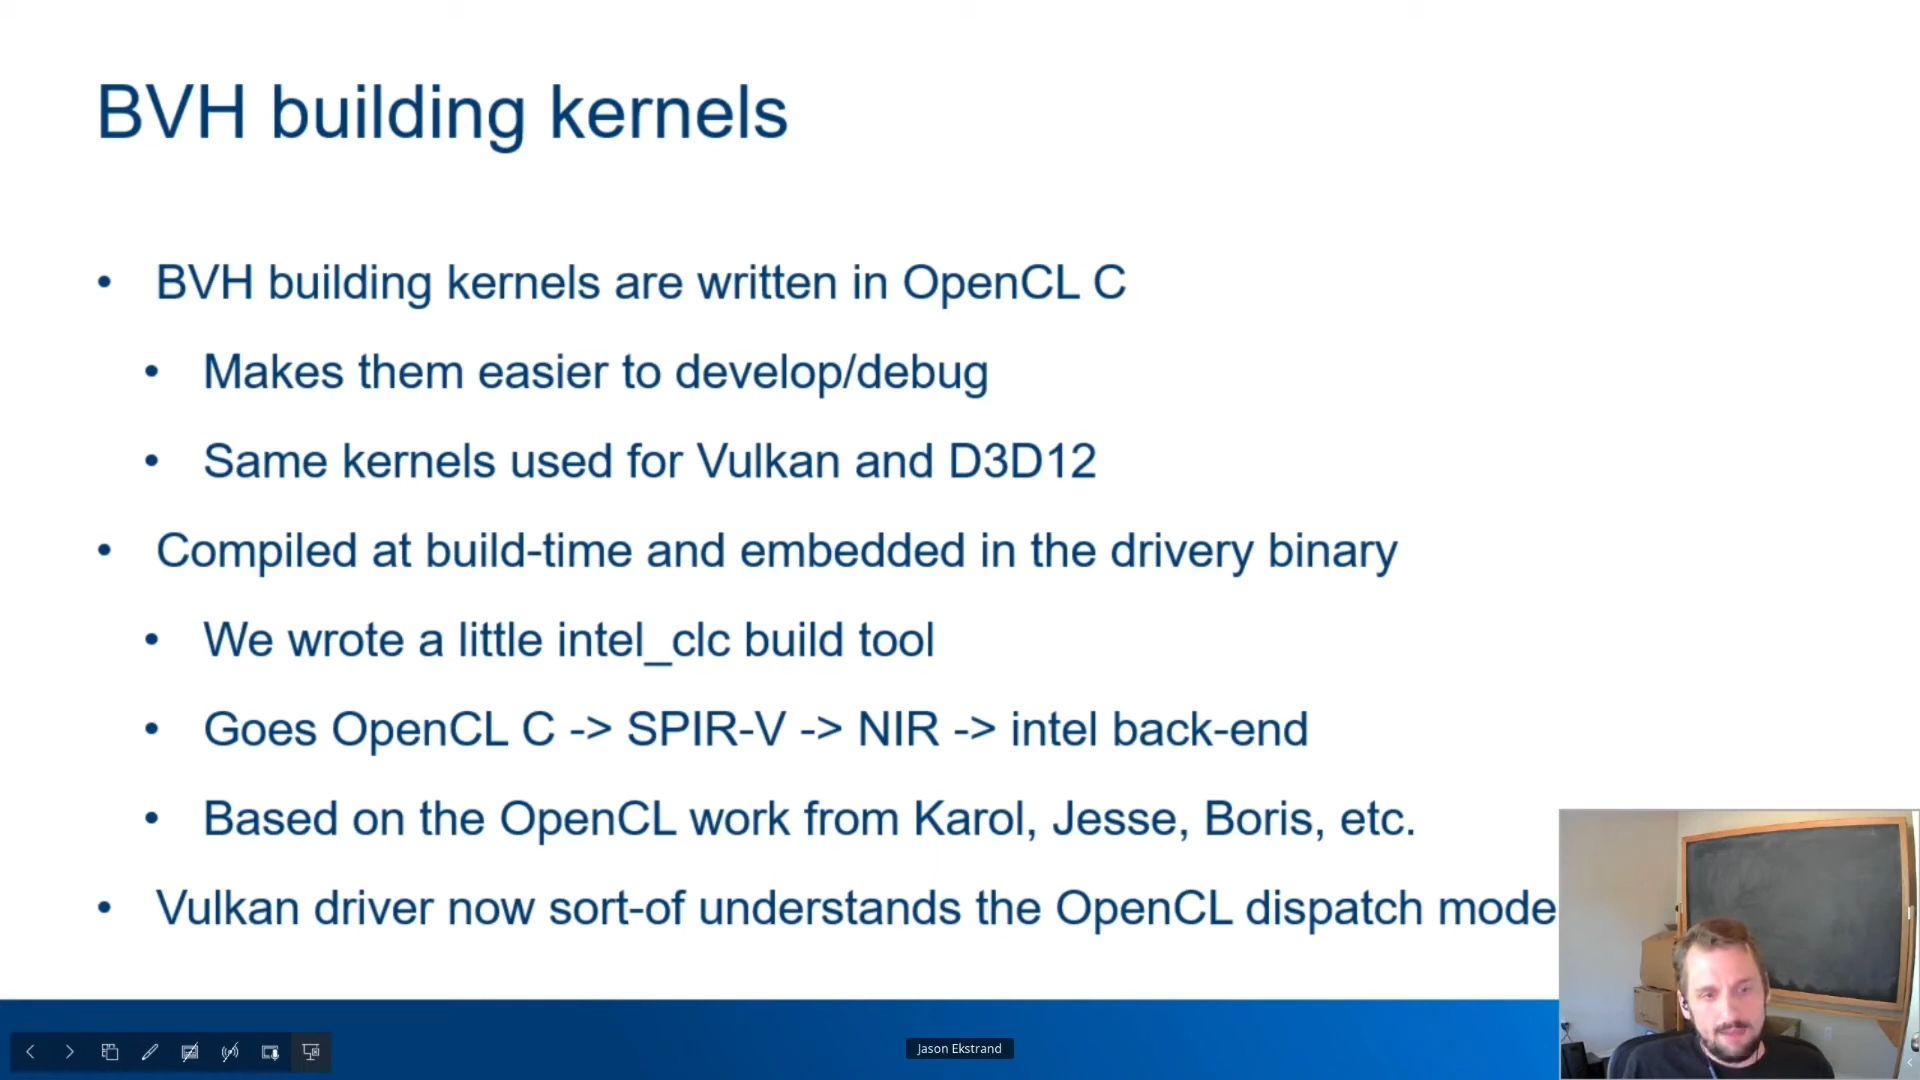 BVH building kernels
• BVH building kernels are written in OpenCL C
• Makes them easier to develop/debug
• Same kernels used for Vulkan and D3D12
• Compiled at build-time and embedded in the drivery binary
• We wrote a little intel_clc build tool
• Goes OpenCL C -> SPIR-V -> NIR -> intel back-end
• Based on the OpenCL work from Karol, Jesse, Boris, etc.
• Vulkan driver now sort-of understands the OpenCL dispatch mode
Jason Ekstrand